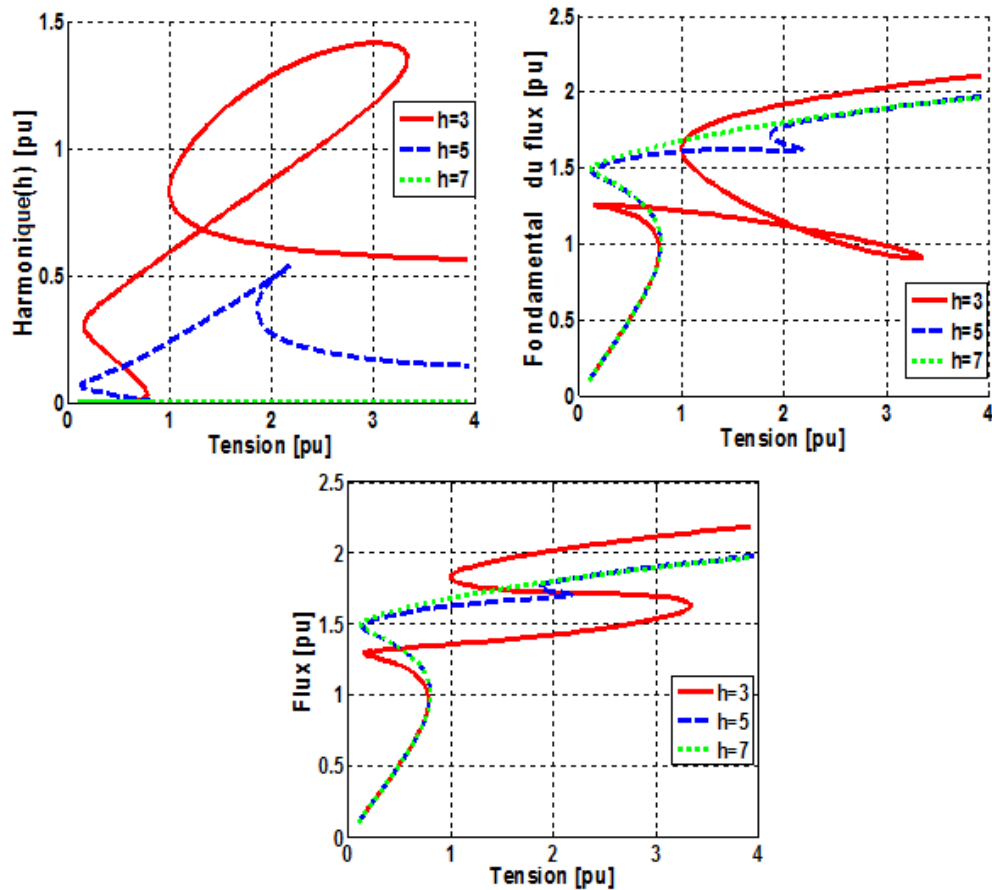 Harmonique(h) [pu]
1.5
1
0.5
0
0 1 2 3 4
Tension [pu]
h=3
h=5
h=7
Fondamental du flux [pu]
2.5
2
1.5
1
0.5
0
0 1 2 3 4
Tension [pu]
h=3
h=5
h=7
Flux [pu]
2.5
2
1.5
1
0.5
0
0 1 2 3 4
Tension [pu]
h=3
h=5
h=7